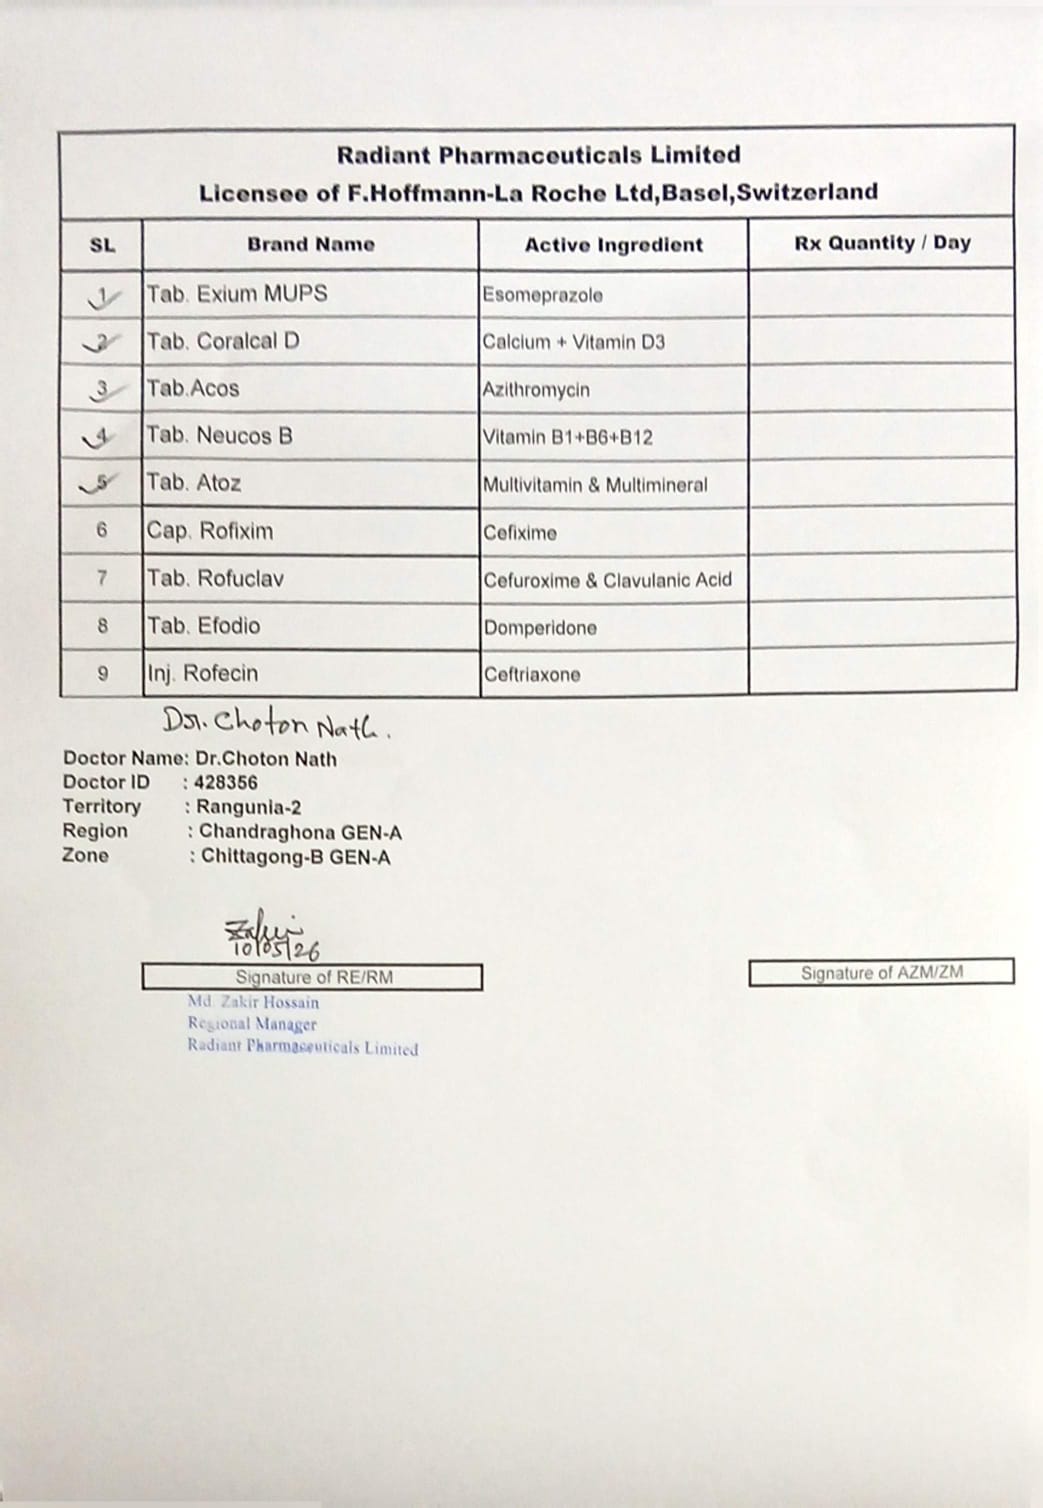 Radiant Pharmaceuticals Limited
Licensee of F.Hoffmann-La Roche Ltd,Basel,Switzerland
SL Brand Name Active Ingredient Rx Quantity / Day
1 Tab. Exium MUPS Esomeprazole
2 Tab. Coralcal D Calcium + Vitamin D3
3 Tab.Acos Azithromycin
4 Tab. Neucos B Vitamin B1+B6+B12
5 Tab. Atoz Multivitamin & Multimineral
6 Cap. Rofixim Cefixime
7 Tab. Rofuclav Cefuroxime & Clavulanic Acid
8 Tab. Efodio Domperidone
9 Inj. Rofecin Ceftriaxone
Dr. Choton Nath.
Doctor Name: Dr.Choton Nath
Doctor ID : 428356
Territory : Rangunia-2
Region : Chandraghona GEN-A
Zone : Chittagong-B GEN-A
10/05/26
Signature of RE/RM Signature of AZM/ZM
Md. Zakir Hossain
Regional Manager
Radiant Pharmaceuticals Limited